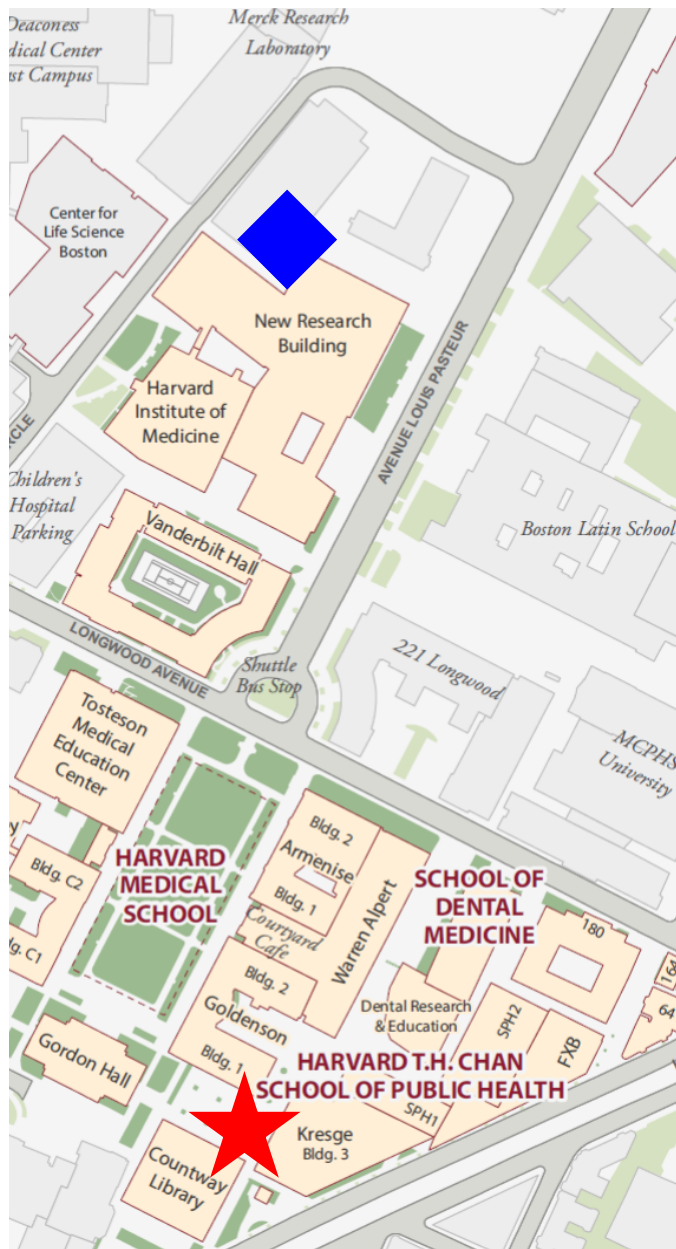 Deaconess
dical Center
st Campus
Merck Research
Laboratory
Center for
Life Science
Boston
New Research
Building
Harvard
Institute of
Medicine
AVENUE LOUIS PASTEUR
RCLE
Children's
Hospital
Parking
Vanderbilt Hall
Boston Latin School
LONGWOOD AVENUE
Shuttle
Bus Stop
221 Longwood
MCPHS
University
Tosteson
Medical
Education
Center
Bldg. 2
Armenise
Bldg. 1
HARVARD
MEDICAL
SCHOOL
SCHOOL OF
DENTAL
MEDICINE
Warren Alpert
Courtyard
Cafe
y
Bldg. C2
dg. C1
180
164
64
Bldg. 2
Goldenson
Bldg. 1
Dental Research
& Education
SPH2
FXB
Gordon Hall
HARVARD T.H. CHAN
SCHOOL OF PUBLIC HEALTH
SPH1
Kresge
Bldg. 3
Countway
Library